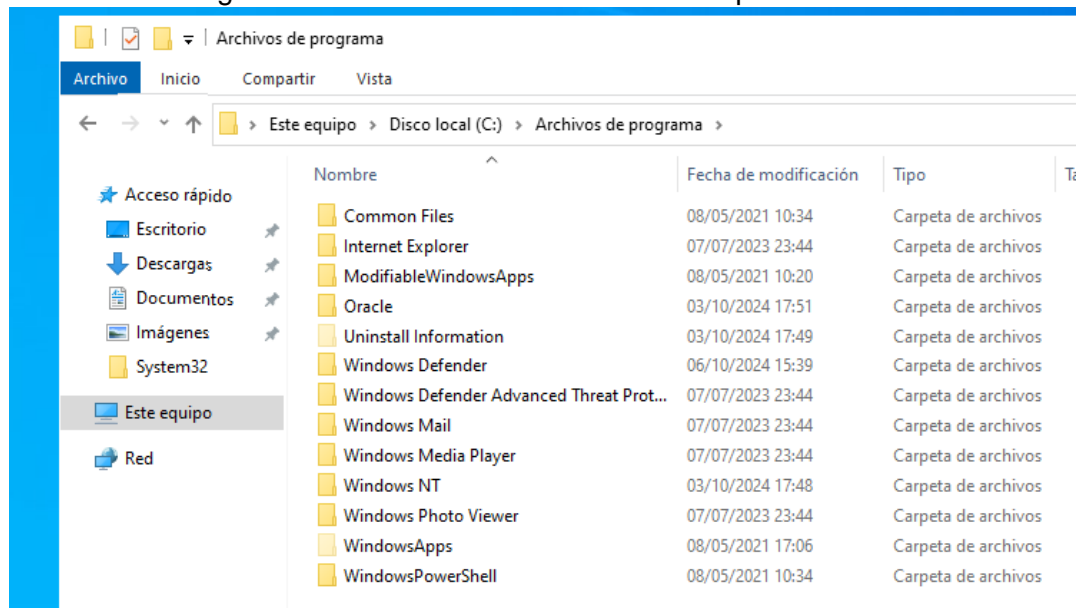 Archivos de programa
Archivo Inicio Compartir Vista
Este equipo > Disco local (C:) > Archivos de programa >
Nombre Fecha de modificación Tipo
Acceso rápido
Escritorio
Descargas
Documentos
Imágenes
System32
Este equipo
Red
Common Files 08/05/2021 10:34 Carpeta de archivos
Internet Explorer 07/07/2023 23:44 Carpeta de archivos
ModifiableWindowsApps 08/05/2021 10:20 Carpeta de archivos
Oracle 03/10/2024 17:51 Carpeta de archivos
Uninstall Information 03/10/2024 17:49 Carpeta de archivos
Windows Defender 06/10/2024 15:39 Carpeta de archivos
Windows Defender Advanced Threat Prot... 07/07/2023 23:44 Carpeta de archivos
Windows Mail 07/07/2023 23:44 Carpeta de archivos
Windows Media Player 07/07/2023 23:44 Carpeta de archivos
Windows NT 03/10/2024 17:48 Carpeta de archivos
Windows Photo Viewer 07/07/2023 23:44 Carpeta de archivos
WindowsApps 08/05/2021 17:06 Carpeta de archivos
WindowsPowerShell 08/05/2021 10:34 Carpeta de archivos